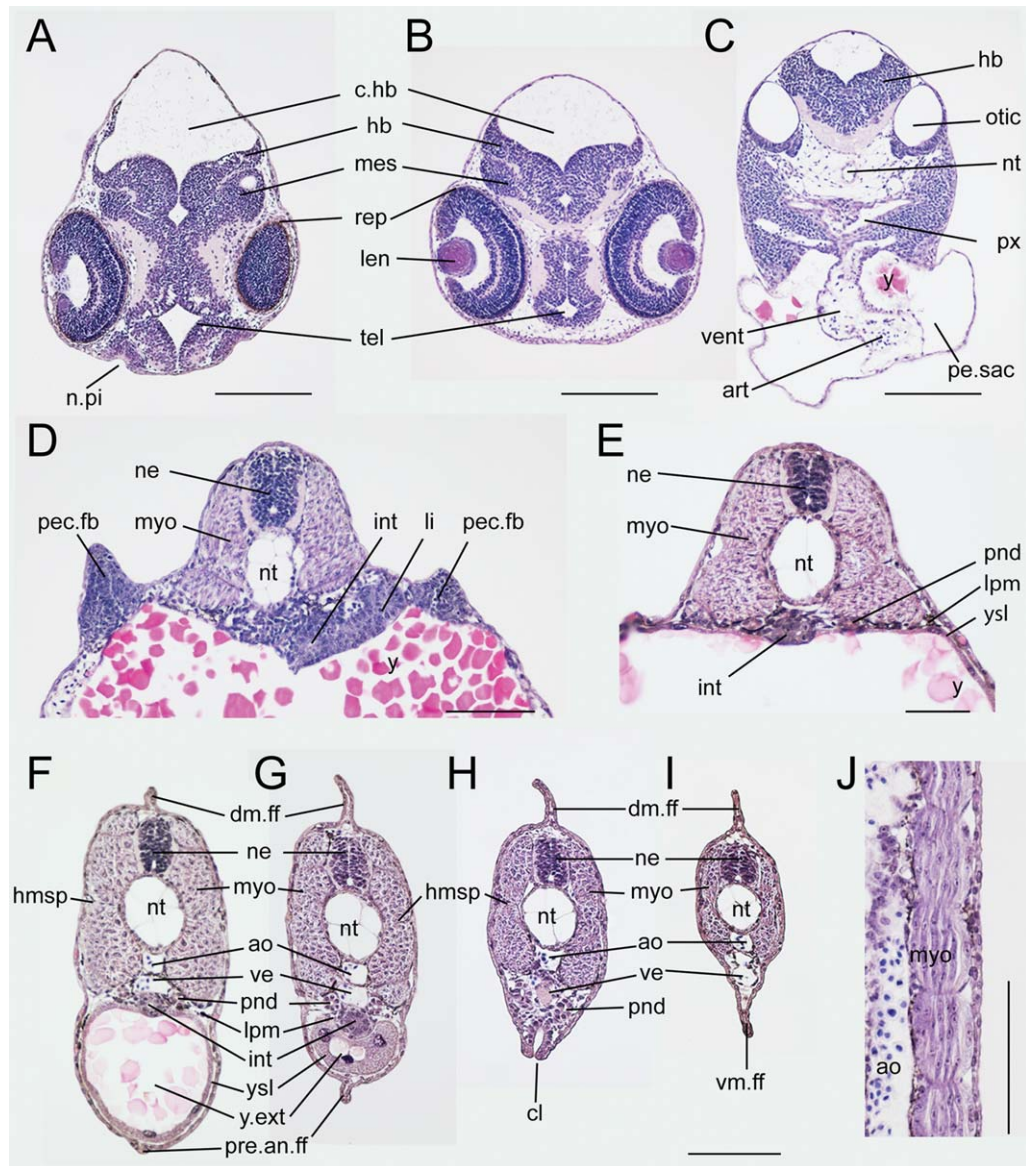 A
B
C
c.hb
hb
mes
rep
len
tel
n.pi
hb
otic
nt
px
y
vent
art
pe.sac
D
ne
pec.fb
myo
int
li
pec.fb
nt
y
E
ne
myo
nt
pnd
lpm
ysl
int
y
F
G
H
I
J
dm.ff
ne
hmsp
myo
nt
nt
ao
ve
pnd
lpm
int
ysl
y.ext
pre.an.ff
dm.ff
ne
hmsp
myo
nt
nt
ao
ve
pnd
cl
vm.ff
myo
ao